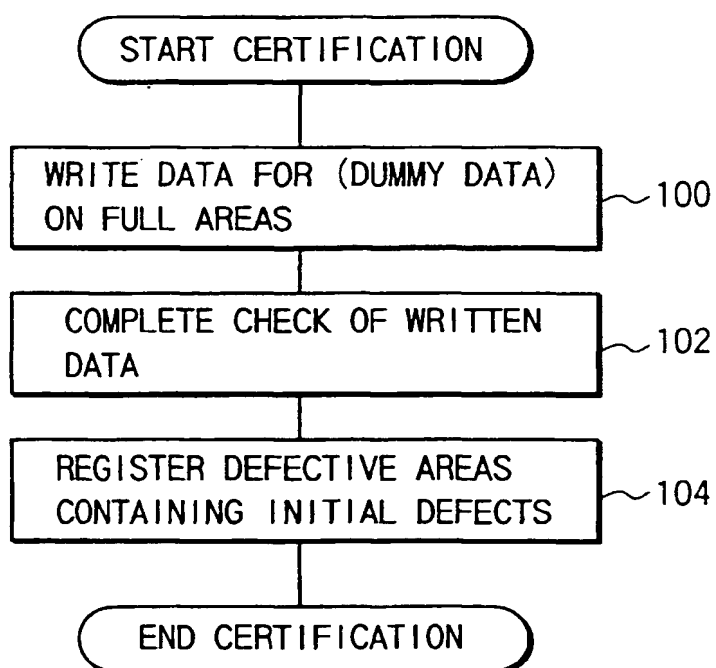 START CERTIFICATION
WRITE DATA FOR (DUMMY DATA)
ON FULL AREAS
100
COMPLETE CHECK OF WRITTEN
DATA
102
REGISTER DEFECTIVE AREAS
CONTAINING INITIAL DEFECTS
104
END CERTIFICATION